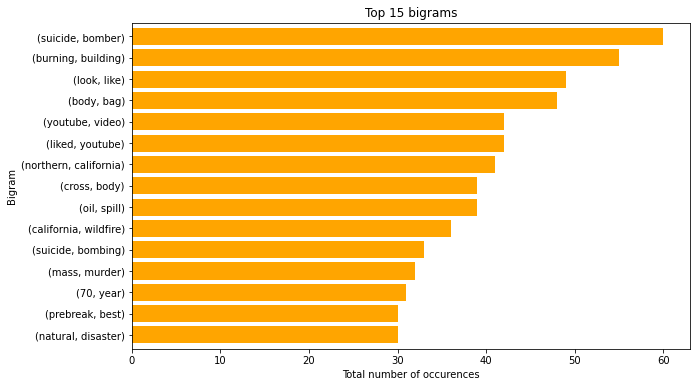 Top 15 bigrams
(suicide, bomber)
(burning, building)
(look, like)
(body, bag)
(youtube, video)
(liked, youtube)
(northern, california)
(cross, body)
(oil, spill)
(california, wildfire)
(suicide, bombing)
(mass, murder)
(70, year)
(prebreak, best)
(natural, disaster)
Bigram
0 10 20 30 40 50 60
Total number of occurences